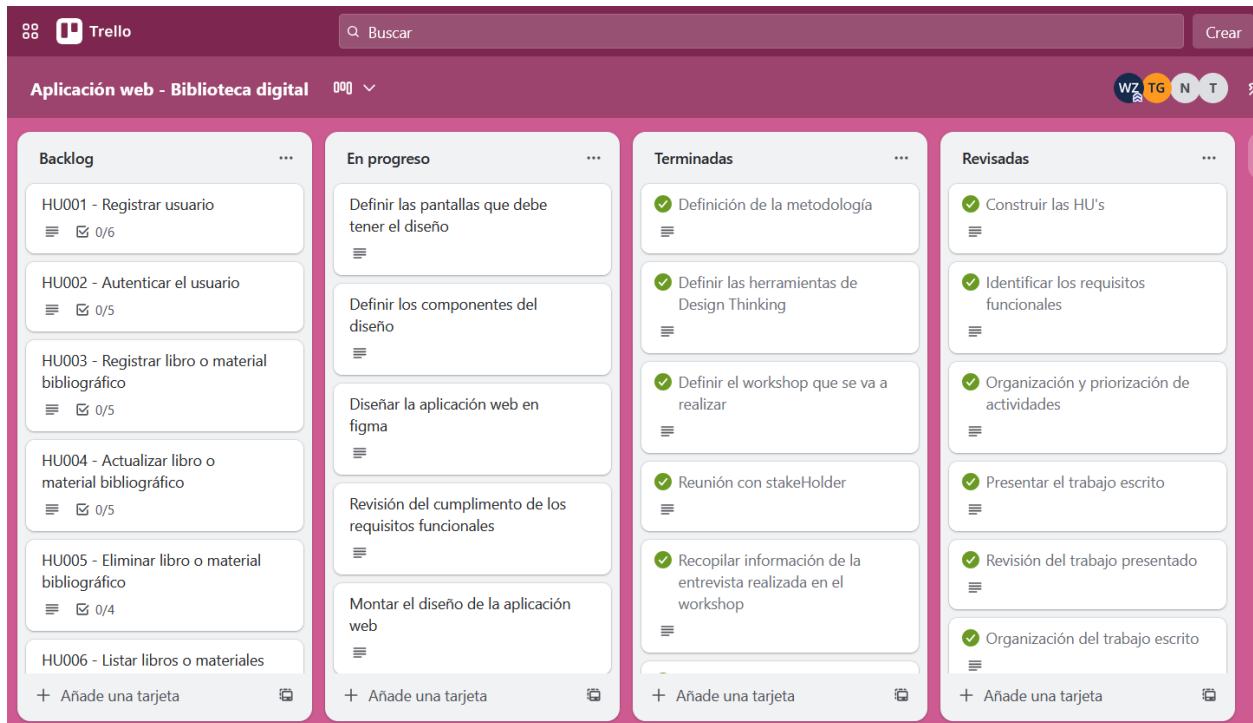 Trello
Buscar
Crear
Aplicación web - Biblioteca digital
WZ
TG
N
T
Backlog
HU001 - Registrar usuario
0/6
HU002 - Autenticar el usuario
0/5
HU003 - Registrar libro o material
bibliográfico
0/5
HU004 - Actualizar libro o
material bibliográfico
0/5
HU005 - Eliminar libro o material
bibliográfico
0/4
HU006 - Listar libros o materiales
Añade una tarjeta
En progreso
Definir las pantallas que debe
tener el diseño
Definir los componentes del
diseño
Diseñar la aplicación web en
figma
Revisión del cumplimento de los
requisitos funcionales
Montar el diseño de la aplicación
web
Añade una tarjeta
Terminadas
Definición de la metodología
Definir las herramientas de
Design Thinking
Definir el workshop que se va a
realizar
Reunión con stakeHolder
Recopilar información de la
entrevista realizada en el
workshop
Añade una tarjeta
Revisadas
Construir las HU's
Identificar los requisitos
funcionales
Organización y priorización de
actividades
Presentar el trabajo escrito
Revisión del trabajo presentado
Organización del trabajo escrito
Añade una tarjeta